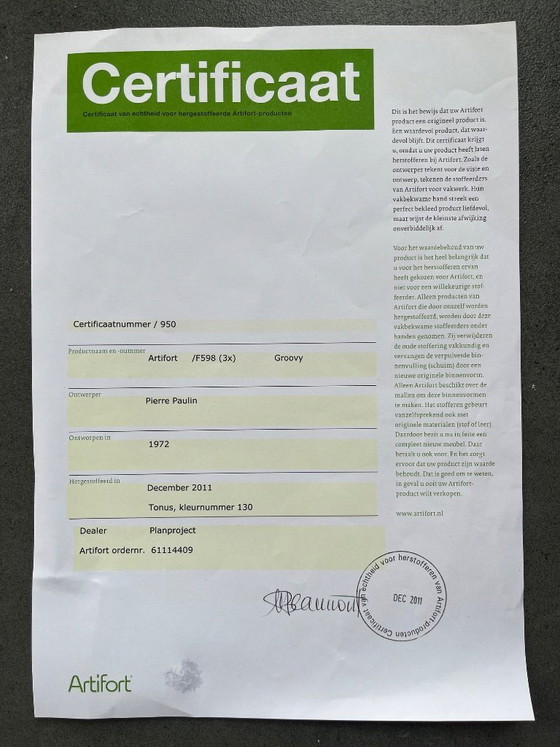 Certificaat
Certificaat van echtheid voor hergestoffeerde Artifort-producten
Dit is het bewijs dat uw Artifort
product een origineel product is.
Een waardevol product, dat waar-
devol blijft. Dit certificaat krijgt
u, omdat u uw product heeft laten
herstofferen bij Artifort. Zoals de
ontwerper tekent voor de visie en
ontwerp, tekenen de stoffeerders
van Artifort voor vakwerk. Hun
vakbekwame hand streek een
perfect bekleed product liefdevol,
maar wijst de kleinste afwijking
onverbiddelijk af.
Voor het waardebehoud van uw
product is het heel belangrijk dat
u voor het herstofferen ervan
heeft gekozen voor Artifort, en
niet voor een willekeurige stof-
feerder. Alleen producten van
Artifort die door onszelf worden
hergestoffeerd, worden door deze
vakbekwame stoffeerders onder
handen genomen. Zij verwijderen
de oude stoffering vakkundig en
vervangen de verpulverde bin-
nenvulling (schuim) door een
nieuwe originele binnenvorm.
Alleen Artifort beschikt over de
mallen om deze binnenvormen
te maken. Het stofferen gebeurt
vanzelfsprekend ook met
originele materialen (stof of leer).
Daardoor bezit u nu in feite een
compleet nieuw meubel. Daar
betaalt u ook voor. En het zorgt
ervoor dat uw product zijn waarde
behoudt. Dat is goed om te weten,
in geval u ooit uw Artifort-
product wilt verkopen.
www.artifort.nl
Certificaatnummer / 950
Productnaam en -nummer
Artifort /F598 (3x) Groovy
Ontwerper
Pierre Paulin
Ontworpen in
1972
Hergestoffeerd in
December 2011
Tonus, kleurnummer 130
Dealer Planproject
Artifort ordernr. 61114409
Certificaat van echtheid voor herstofferen van Artifort-producten
DEC 2011
Artifort